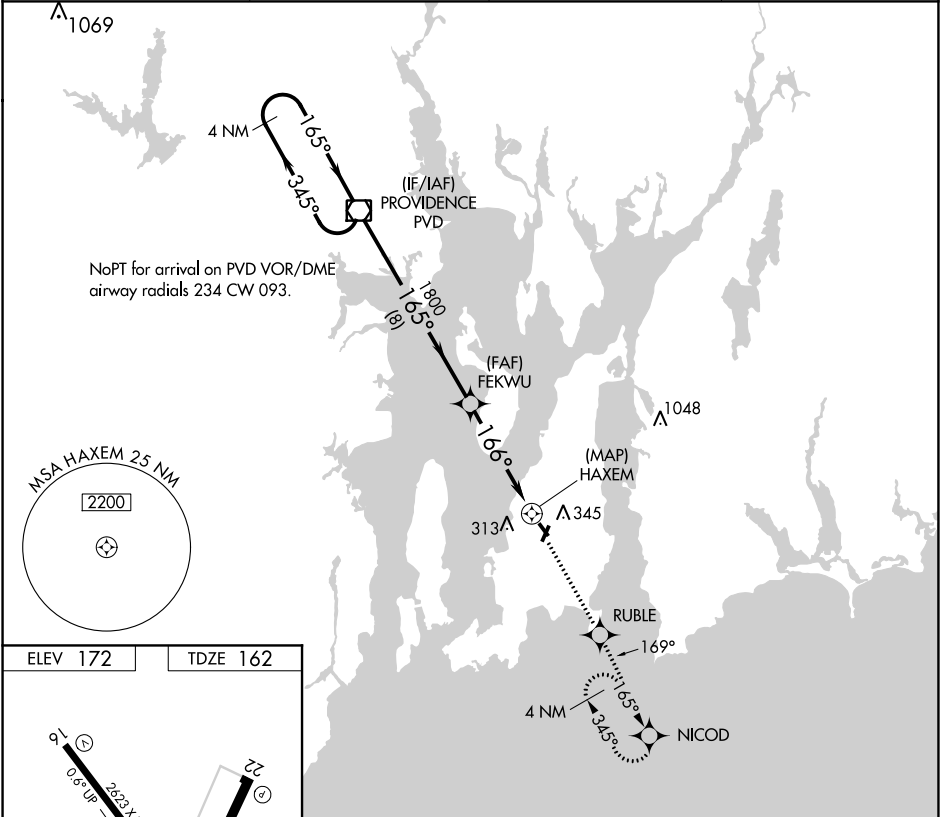 1069
4 NM
165°
345°
(IF/IAF)
PROVIDENCE
PVD
NoPT for arrival on PVD VOR/DME
airway radials 234 CW 093.
1800
165°
(8)
(FAF)
FEKWU
1048
166°
(MAP)
HAXEM
MSA HAXEM 25 NM
2200
313
345
RUBLE
169°
165°
4 NM
345°
NICOD
ELEV 172
TDZE 162
16
V
0.6° UP
2623 X
22
P